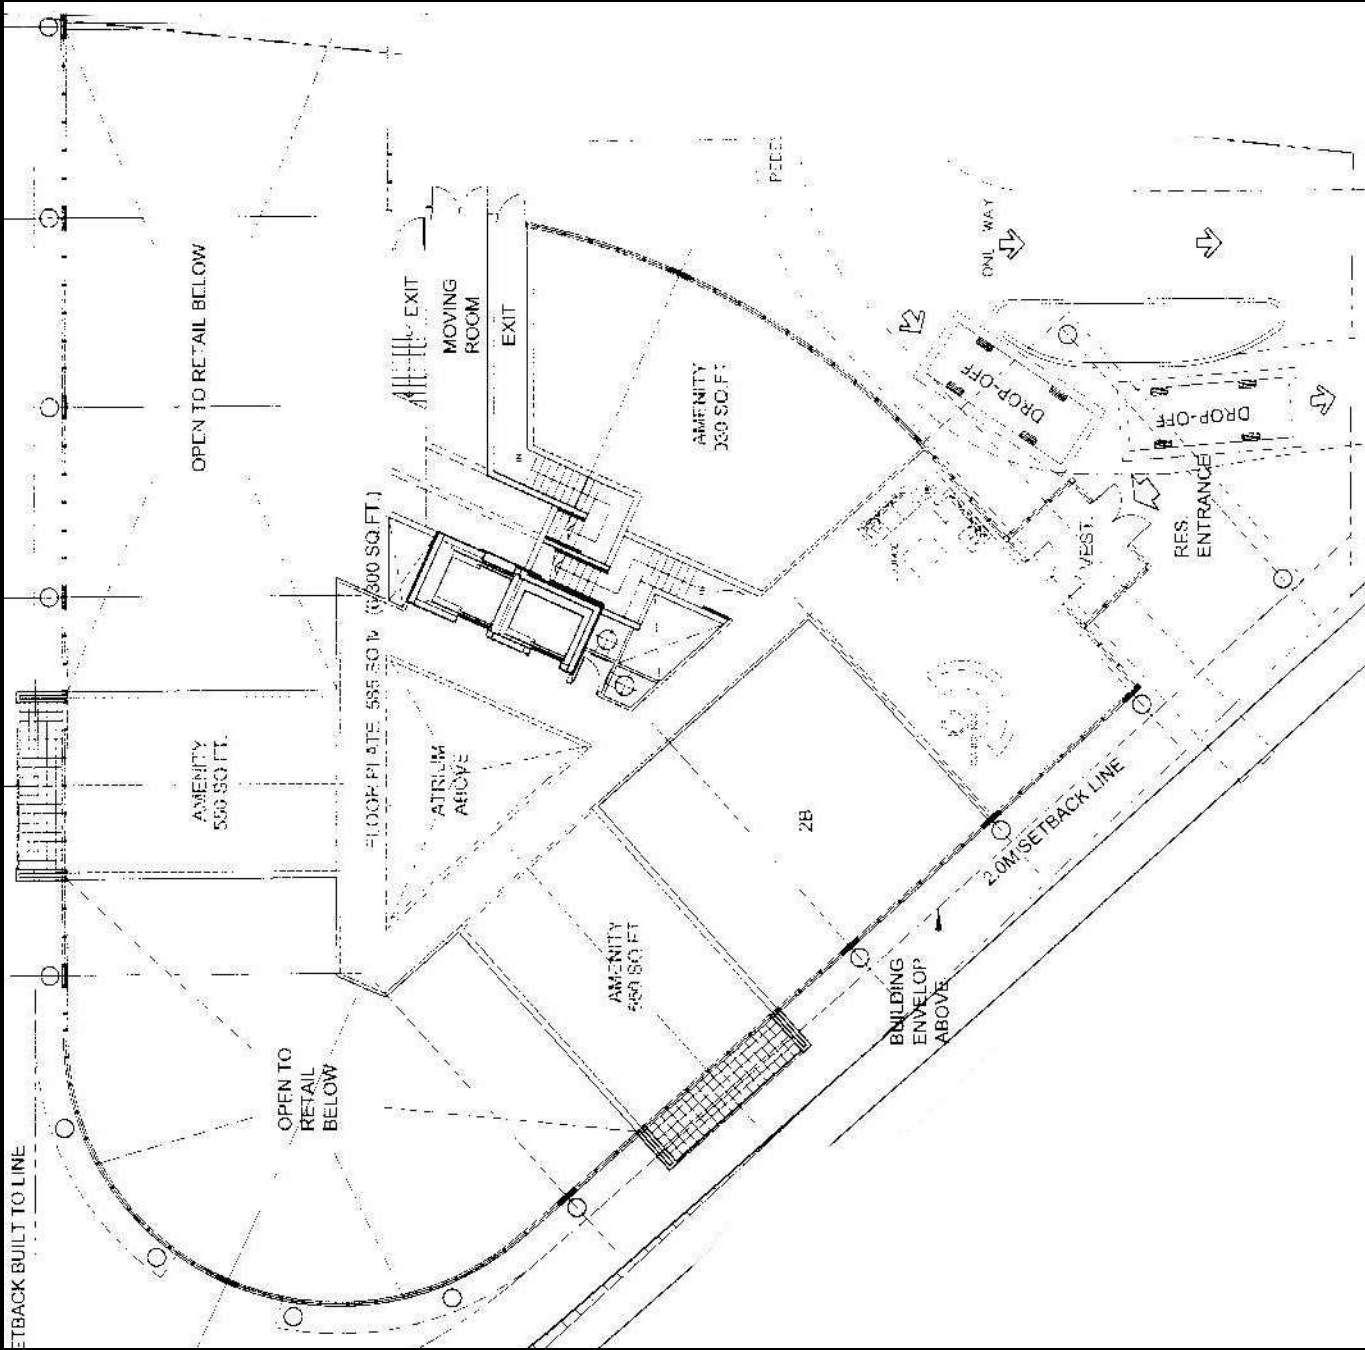 OPEN TO RETAIL BELOW
EXIT
MOVING
ROOM
EXIT
ONE WAY
AMENITY
930 SQ.FT
DROP-OFF
DROP-OFF
RES.
ENTRANCE
VEST.
AMENITY
550 SQ FT.
FLOOR PLATE
ATRIUM
ABOVE
2B
2.0M SETBACK LINE
AMENITY
550 SQ FT
BUILDING
ENVELOP
ABOVE
OPEN TO
RETAIL
BELOW
ETBACK BUILT TO LINE